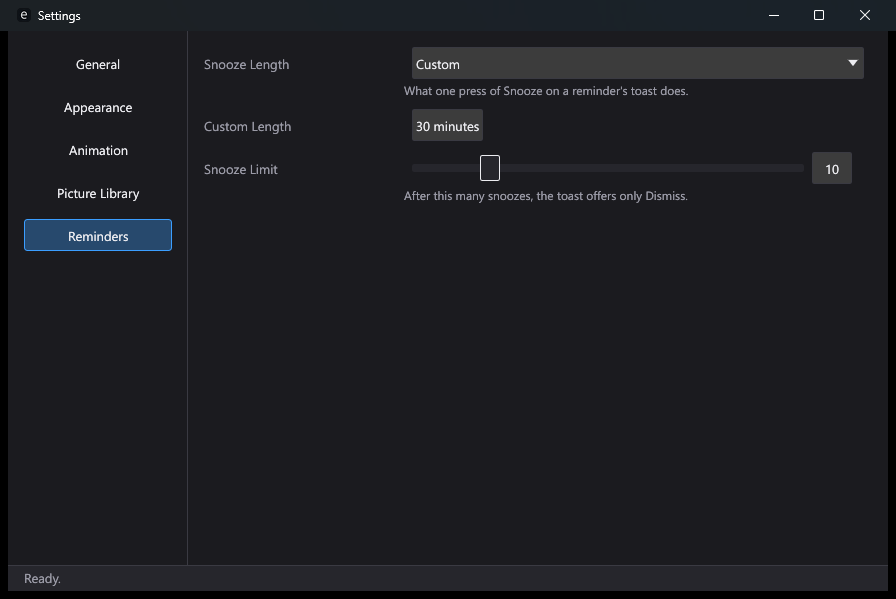 e Settings
General
Appearance
Animation
Picture Library
Reminders
Snooze Length
Custom
What one press of Snooze on a reminder's toast does.
Custom Length
30 minutes
Snooze Limit
10
After this many snoozes, the toast offers only Dismiss.
Ready.